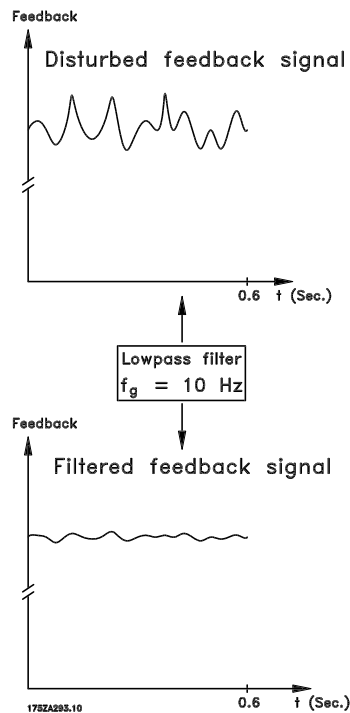 Feedback
Disturbed feedback signal
0.6 t (Sec.)
Lowpass filter
fg = 10 Hz
Feedback
Filtered feedback signal
0.6 t (Sec.)
175ZA293.10